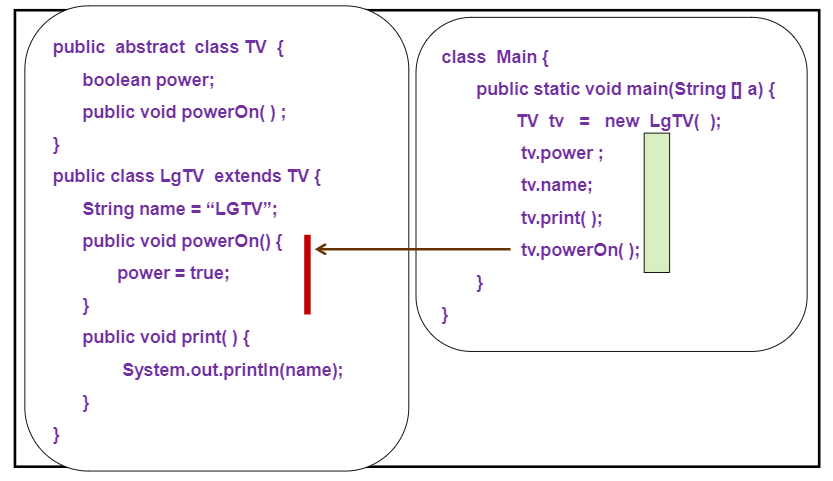 public abstract class TV {
boolean power;
public void powerOn( ) ;
}
public class LgTV extends TV {
String name = “LGTV”;
public void powerOn() {
power = true;
}
public void print( ) {
System.out.println(name);
}
}
class Main {
public static void main(String [] a) {
TV tv = new LgTV( );
tv.power ;
tv.name;
tv.print( );
tv.powerOn( );
}
}